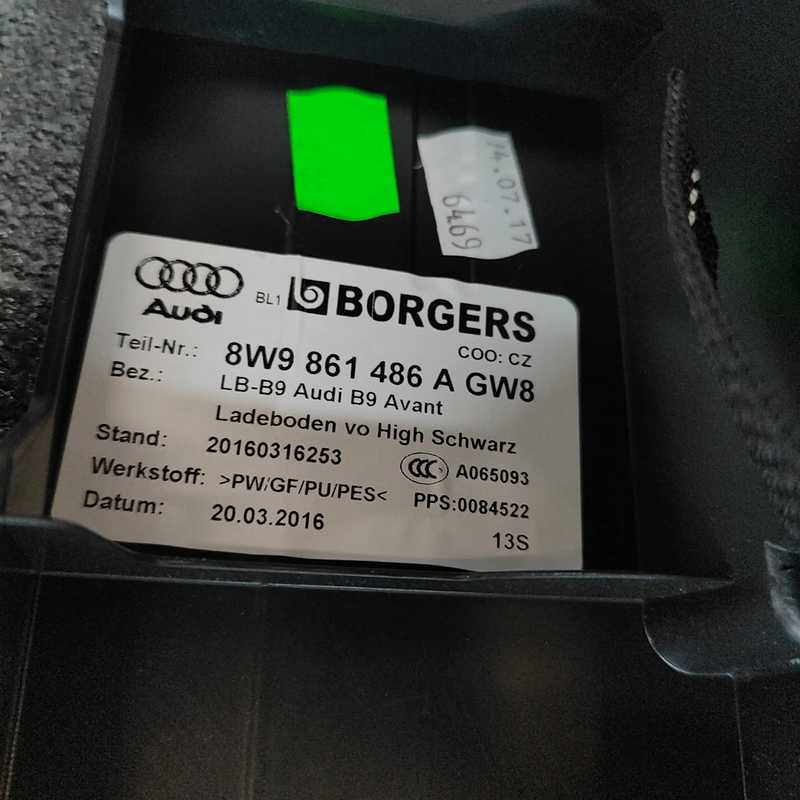 14.07.17
6469
Audi
BL1 BORGERS
COO: CZ
Teil-Nr.: 8W9 861 486 A GW8
Bez.: LB-B9 Audi B9 Avant
Ladeboden vo High Schwarz
Stand: 20160316253
CCC A065093
Werkstoff: >PW/GF/PU/PES< PPS:0084522
Datum: 20.03.2016
13S